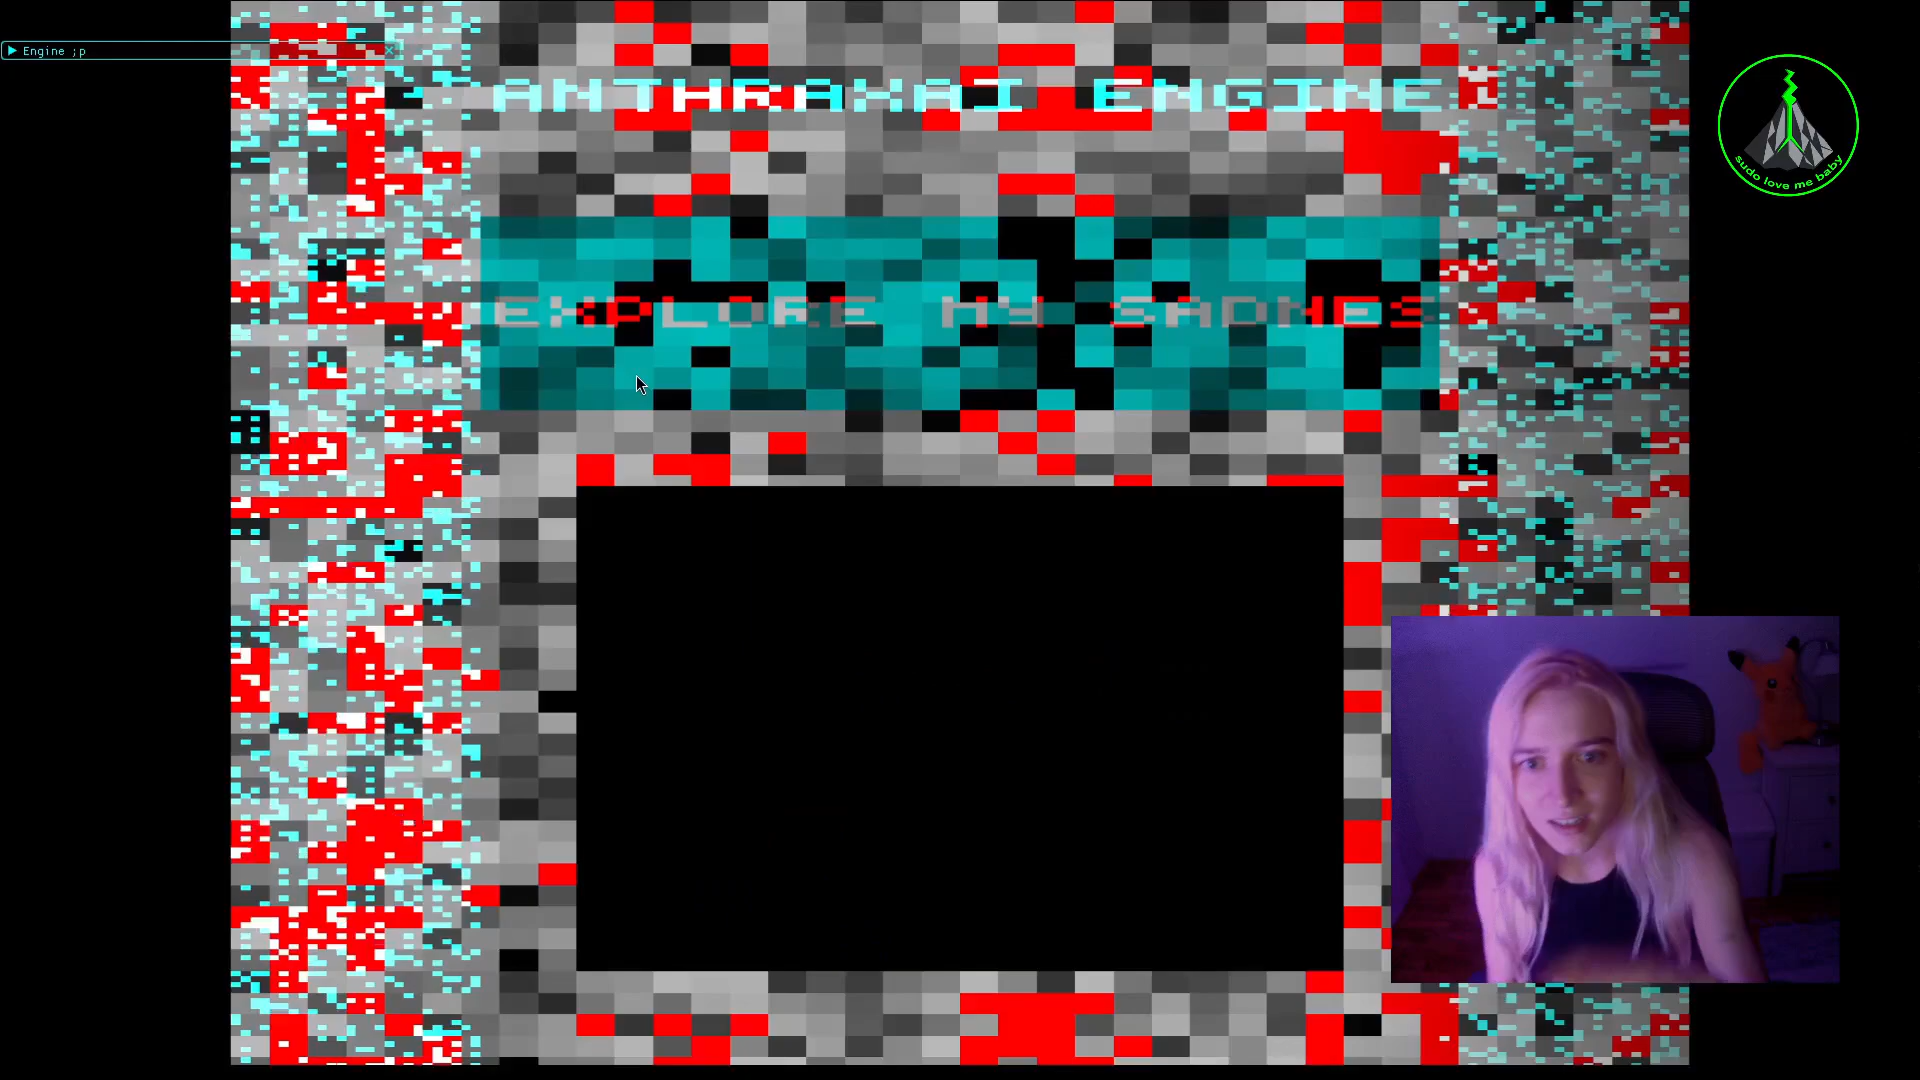 Engine ;p
ANTHRAXAI ENGINE
sudo love me baby
EXPLORE MY SADNES